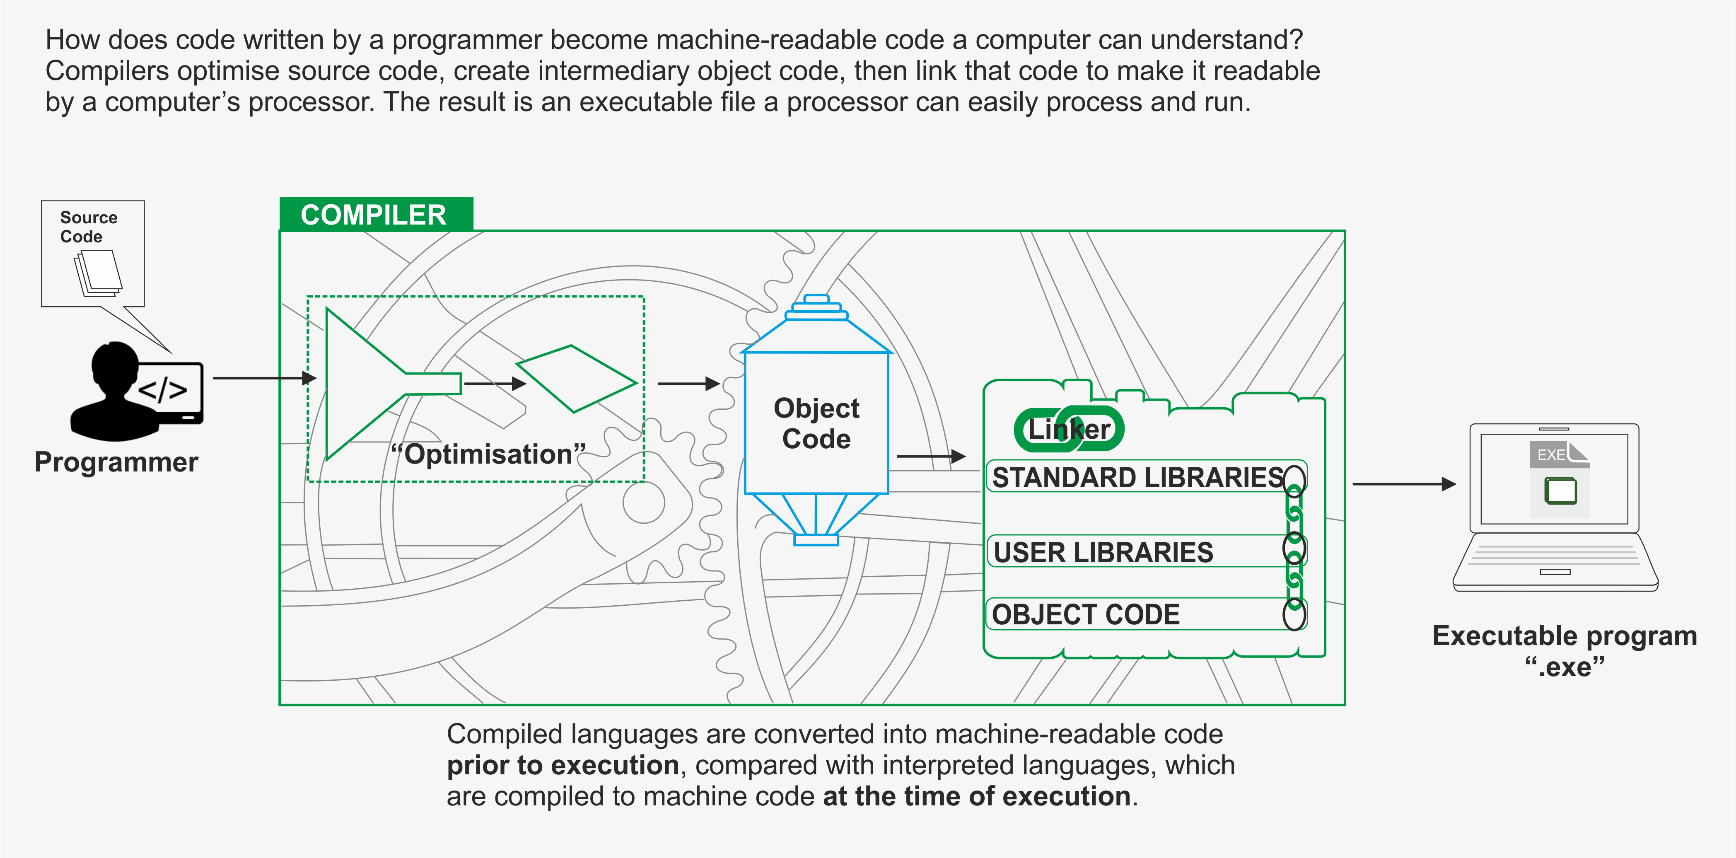 How does code written by a programmer become machine-readable code a computer can understand?
Compilers optimise source code, create intermediary object code, then link that code to make it readable
by a computer’s processor. The result is an executable file a processor can easily process and run.
Source
Code
</>
Programmer
COMPILER
“Optimisation”
Object
Code
Linker
STANDARD LIBRARIES
USER LIBRARIES
OBJECT CODE
EXE
Executable program
“.exe”
Compiled languages are converted into machine-readable code
prior to execution, compared with interpreted languages, which
are compiled to machine code at the time of execution.